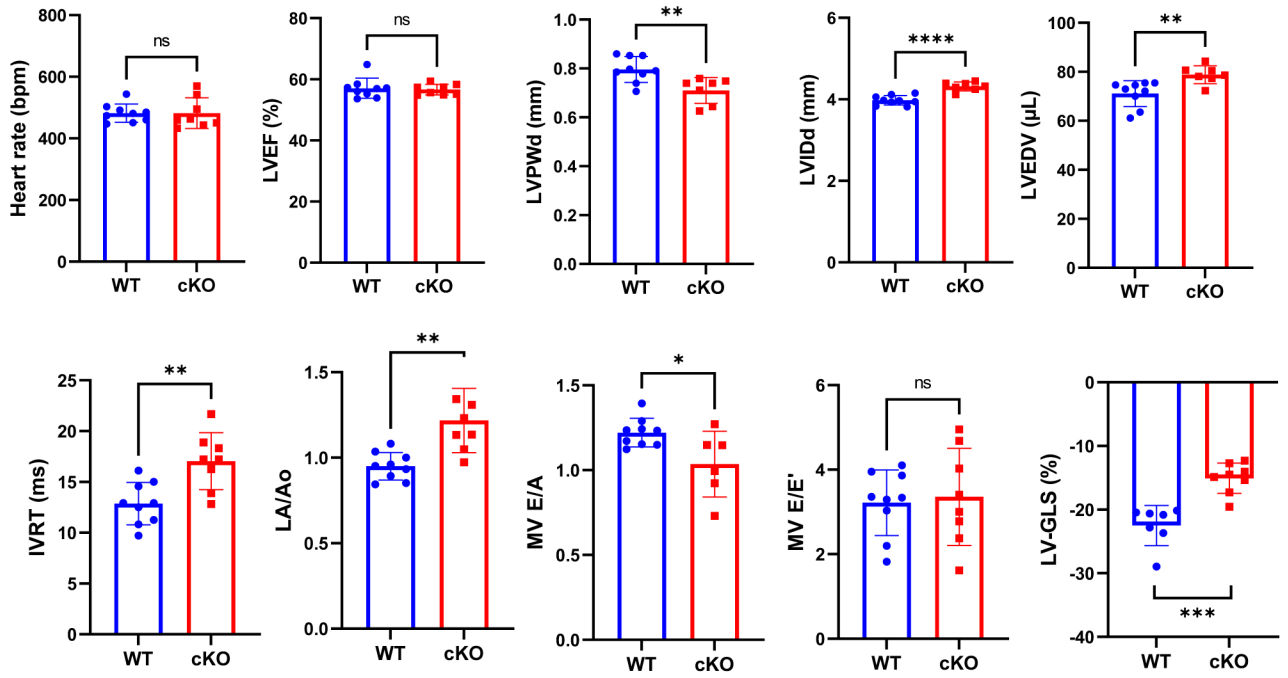 Heart rate (bpm)
800
600
400
200
0
ns
WT
cKO
LVEF (%)
80
60
40
20
0
ns
WT
cKO
LVPWd (mm)
1.0
0.8
0.6
0.4
0.2
0.0
**
WT
cKO
LVIDd (mm)
6
4
2
0
****
WT
cKO
LVEDV (µL)
100
80
60
40
20
0
**
WT
cKO
IVRT (ms)
25
20
15
10
5
0
**
WT
cKO
LA/Ao
1.5
1.0
0.5
0.0
**
WT
cKO
MV E/A
1.5
1.0
0.5
0.0
*
WT
cKO
MV E/E'
6
4
2
0
ns
WT
cKO
LV-GLS (%)
0
-10
-20
-30
-40
***
WT
cKO